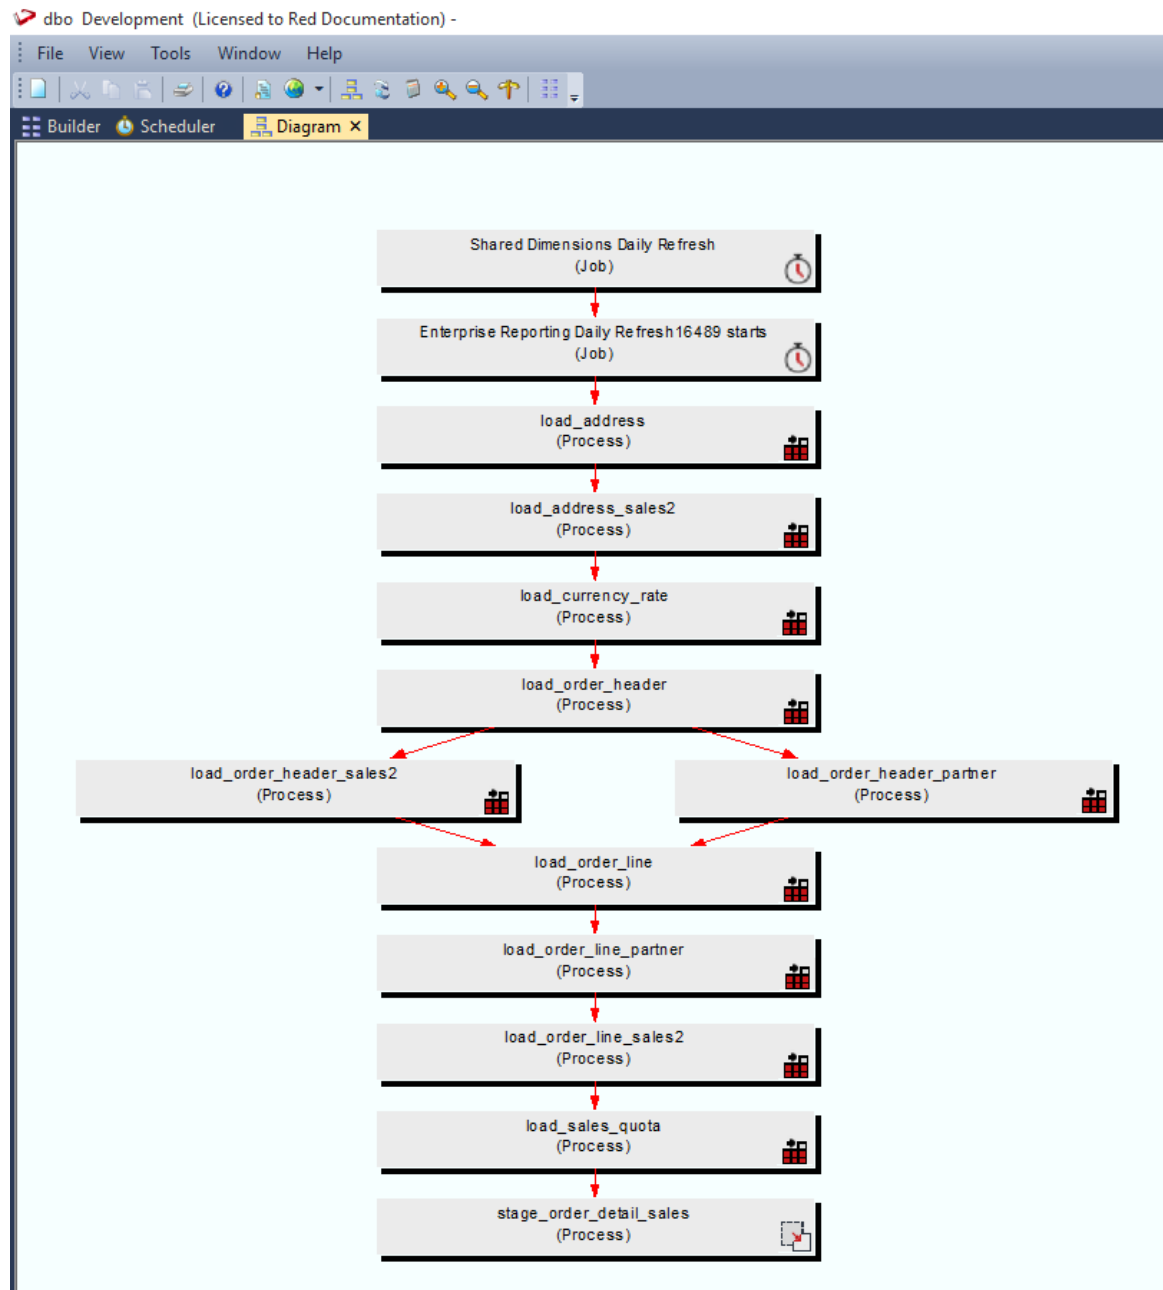 dbo Development (Licensed to Red Documentation) -
File View Tools Window Help
Builder Scheduler Diagram ×
Shared Dimensions Daily Refresh
(Job)
Enterprise Reporting Daily Refresh16489 starts
(Job)
load_address
(Process)
load_address_sales2
(Process)
load_currency_rate
(Process)
load_order_header
(Process)
load_order_header_sales2
(Process)
load_order_header_partner
(Process)
load_order_line
(Process)
load_order_line_partner
(Process)
load_order_line_sales2
(Process)
load_sales_quota
(Process)
stage_order_detail_sales
(Process)